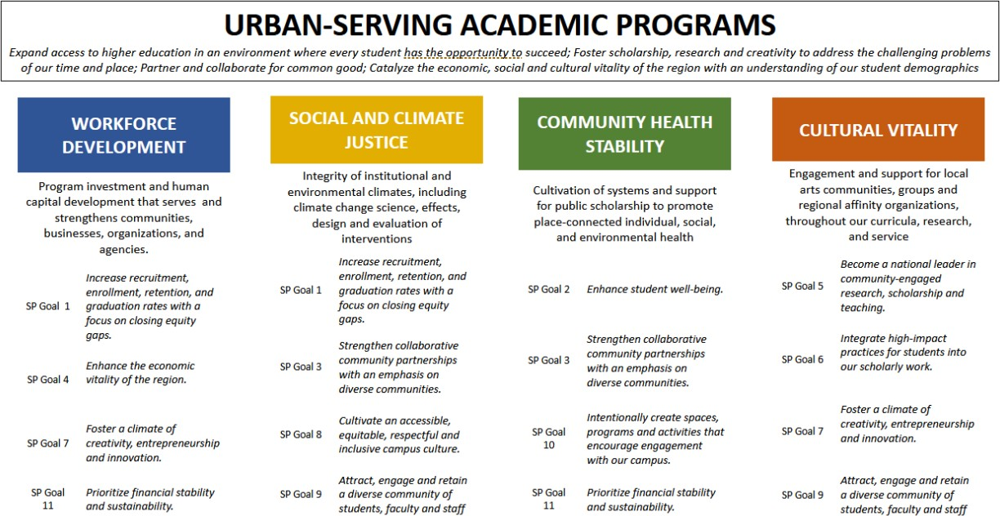 URBAN-SERVING ACADEMIC PROGRAMS
Expand access to higher education in an environment where every student has the opportunity to succeed; Foster scholarship, research and creativity to address the challenging problems
of our time and place; Partner and collaborate for common good; Catalyze the economic, social and cultural vitality of the region with an understanding of our student demographics
WORKFORCE
DEVELOPMENT
Program investment and human
capital development that serves and
strengthens communities,
businesses, organizations, and
agencies.
SP Goal 1
Increase recruitment,
enrollment, retention, and
graduation rates with a
focus on closing equity
gaps.
SP Goal 4
Enhance the economic
vitality of the region.
SP Goal 7
Foster a climate of
creativity, entrepreneurship
and innovation.
SP Goal
11
Prioritize financial stability
and sustainability.
SOCIAL AND CLIMATE
JUSTICE
Integrity of institutional and
environmental climates, including
climate change science, effects,
design and evaluation of
interventions
SP Goal 1
Increase recruitment,
enrollment, retention, and
graduation rates with a
focus on closing equity
gaps.
SP Goal 3
Strengthen collaborative
community partnerships
with an emphasis on
diverse communities.
SP Goal 8
Cultivate an accessible,
equitable, respectful and
inclusive campus culture.
SP Goal 9
Attract, engage and retain
a diverse community of
students, faculty and staff
COMMUNITY HEALTH
STABILITY
Cultivation of systems and support
for public scholarship to promote
place-connected individual, social,
and environmental health
SP Goal 2
Enhance student well-being.
SP Goal 3
Strengthen collaborative
community partnerships
with an emphasis on
diverse communities.
SP Goal
10
Intentionally create spaces,
programs and activities that
encourage engagement
with our campus.
SP Goal
11
Prioritize financial stability
and sustainability.
CULTURAL VITALITY
Engagement and support for local
arts communities, groups and
regional affinity organizations,
throughout our curricula, research,
and service
SP Goal 5
Become a national leader in
community-engaged
research, scholarship and
teaching.
SP Goal 6
Integrate high-impact
practices for students into
our scholarly work.
SP Goal 7
Foster a climate of
creativity, entrepreneurship
and innovation.
SP Goal 9
Attract, engage and retain
a diverse community of
students, faculty and staff